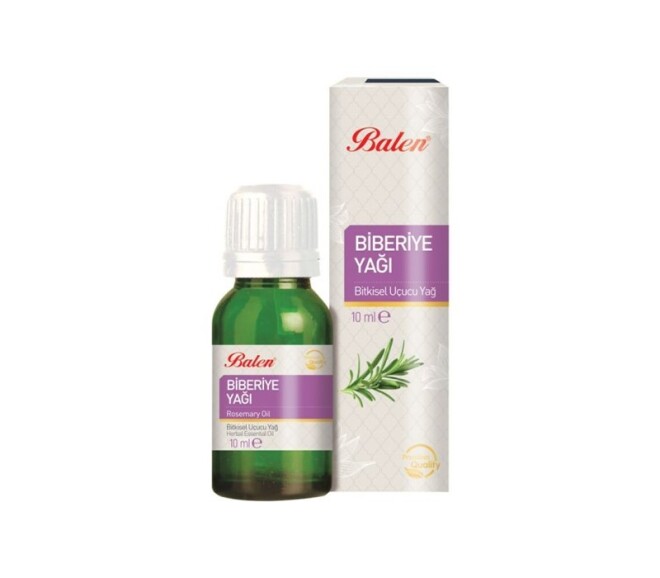 Balen®
BİBERİYE
YAĞI
Bitkisel Uçucu Yağ
10 ml ℮
Premium
Quality
Balen®
BİBERİYE
YAĞI
Rosemary Oil
Bitkisel Uçucu Yağ
Herbal Essential Oil
10 ml ℮